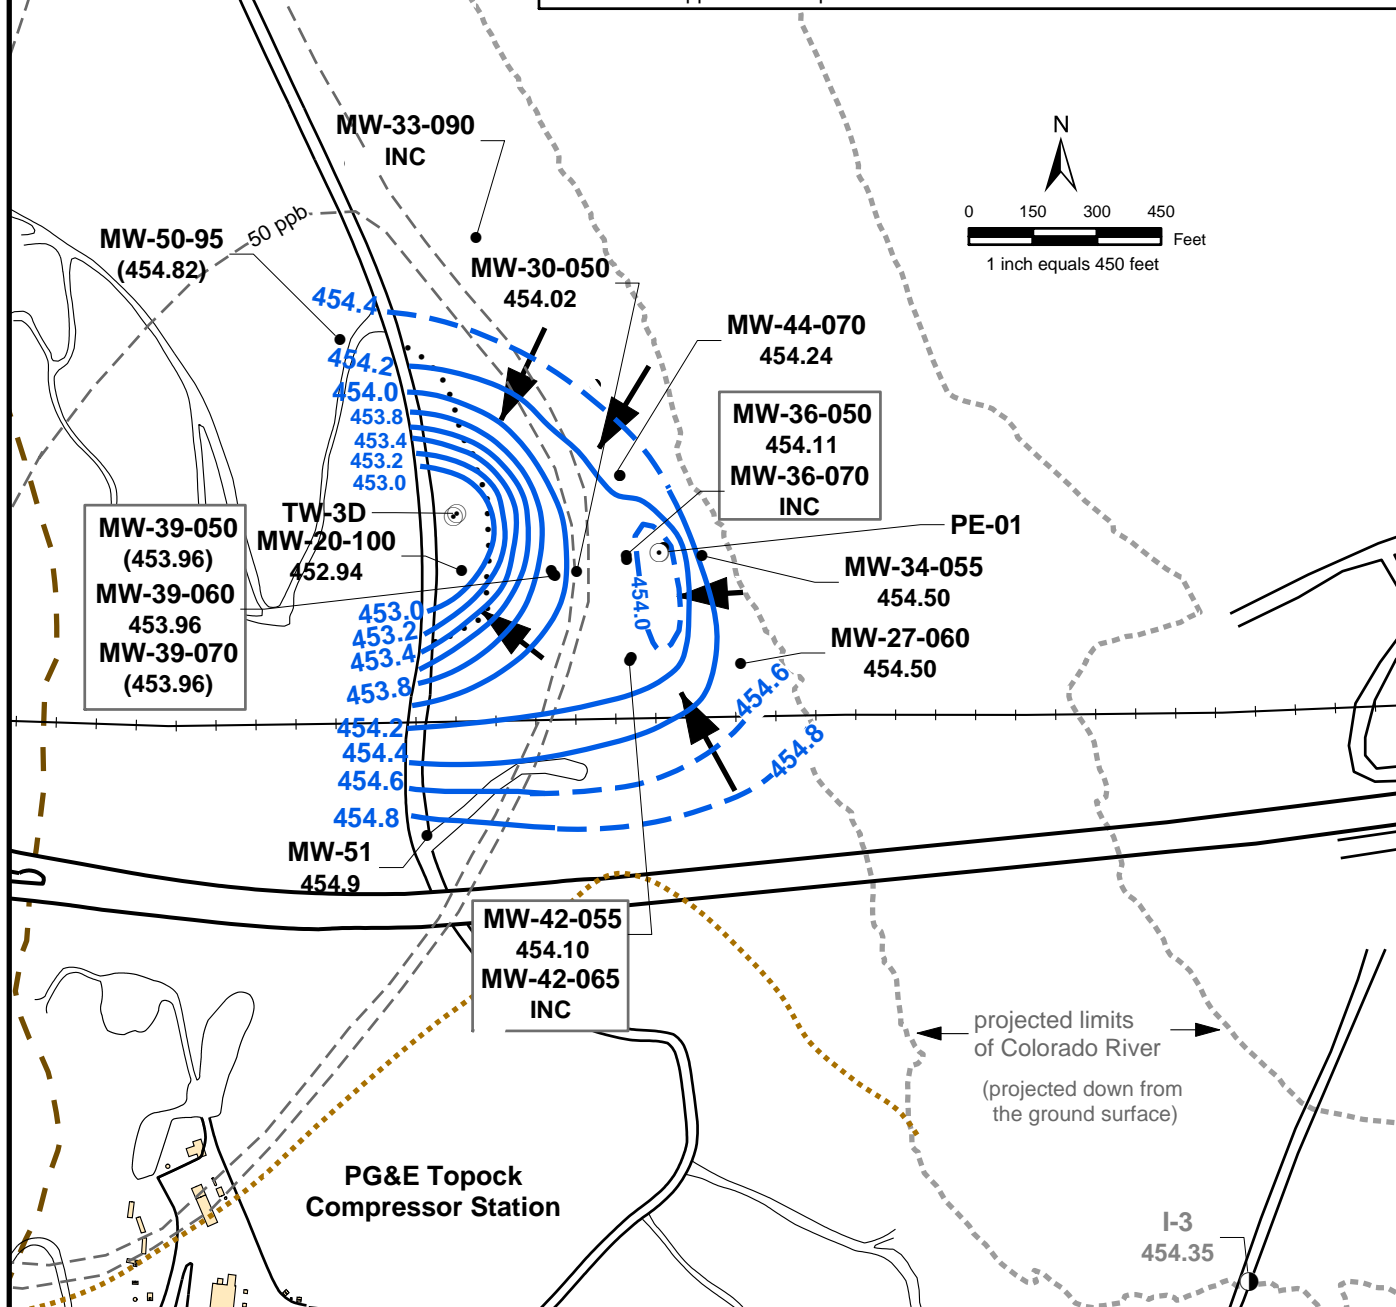 MW-33-090
INC
N
0 150 300 450
Feet
1 inch equals 450 feet
50 ppb
MW-50-95
(454.82)
MW-30-050
454.02
454.4
MW-44-070
454.24
454.2
454.0
453.8
453.4
453.2
453.0
MW-36-050
454.11
MW-36-070
INC
TW-3D
MW-20-100
452.94
PE-01
MW-39-050
(453.96)
MW-39-060
453.96
MW-39-070
(453.96)
MW-34-055
454.50
454.0
MW-27-060
454.50
453.0
453.2
453.4
453.8
454.2
454.4
454.6
454.8
454.6
454.8
MW-51
454.9
MW-42-055
454.10
MW-42-065
INC
projected limits
of Colorado River
(projected down from
the ground surface)
PG&E Topock
Compressor Station
I-3
454.35